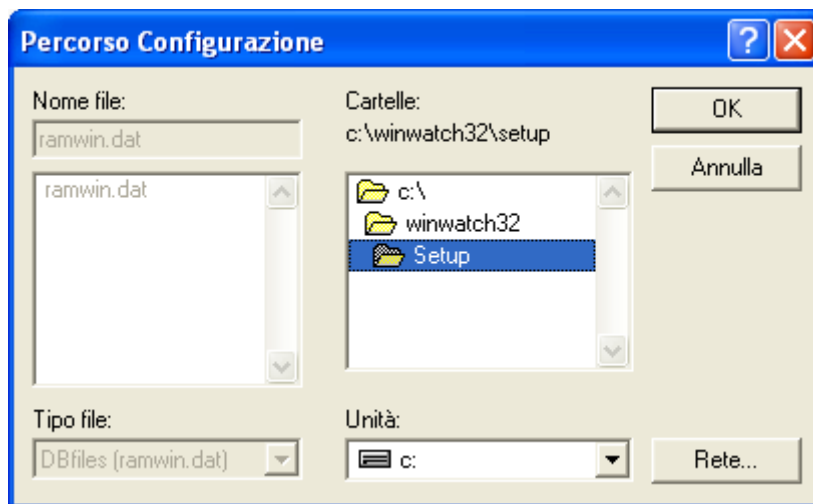 Percorso Configurazione
Nome file:
ramwin.dat
ramwin.dat
Tipo file:
DBfiles (ramwin.dat)
Cartelle:
c:\winwatch32\setup
c:\
winwatch32
Setup
Unità:
c:
OK
Annulla
Rete...